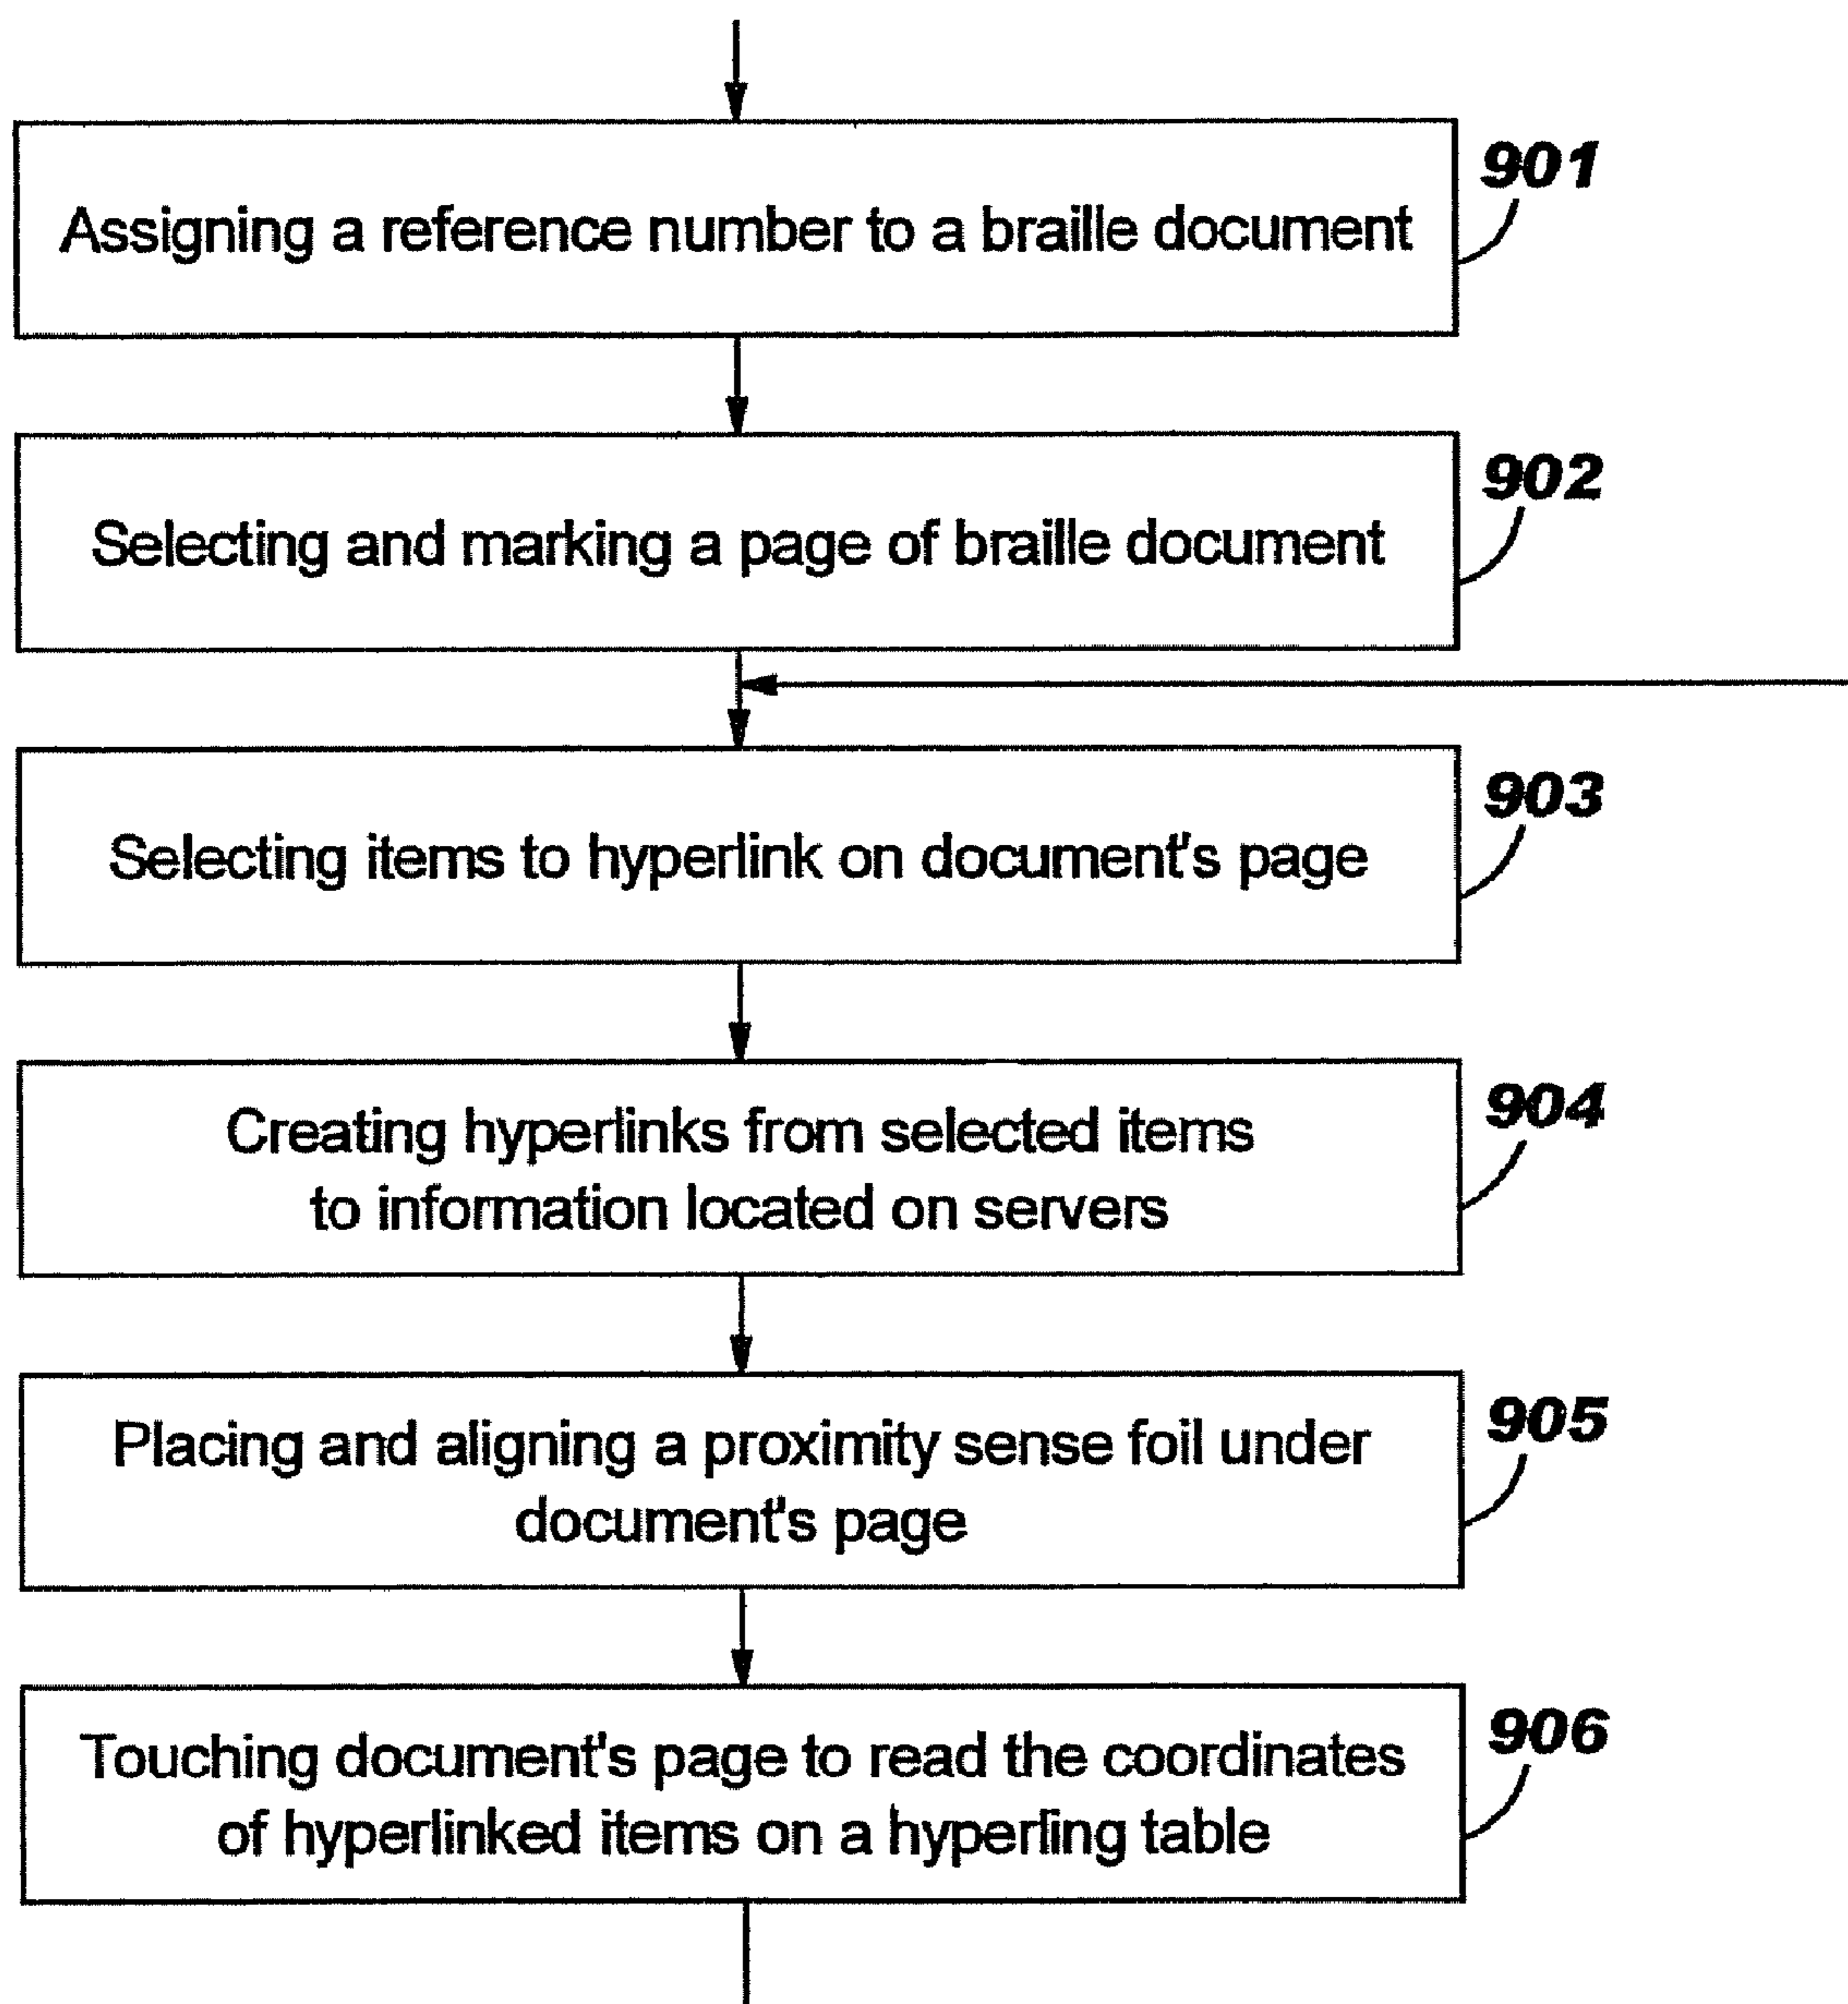 Assigning a reference number to a braille document
901
Selecting and marking a page of braille document
902
Selecting items to hyperlink on document's page
903
Creating hyperlinks from selected items
to information located on servers
904
Placing and aligning a proximity sense foil under
document's page
905
Touching document's page to read the coordinates
of hyperlinked items on a hyperling table
906